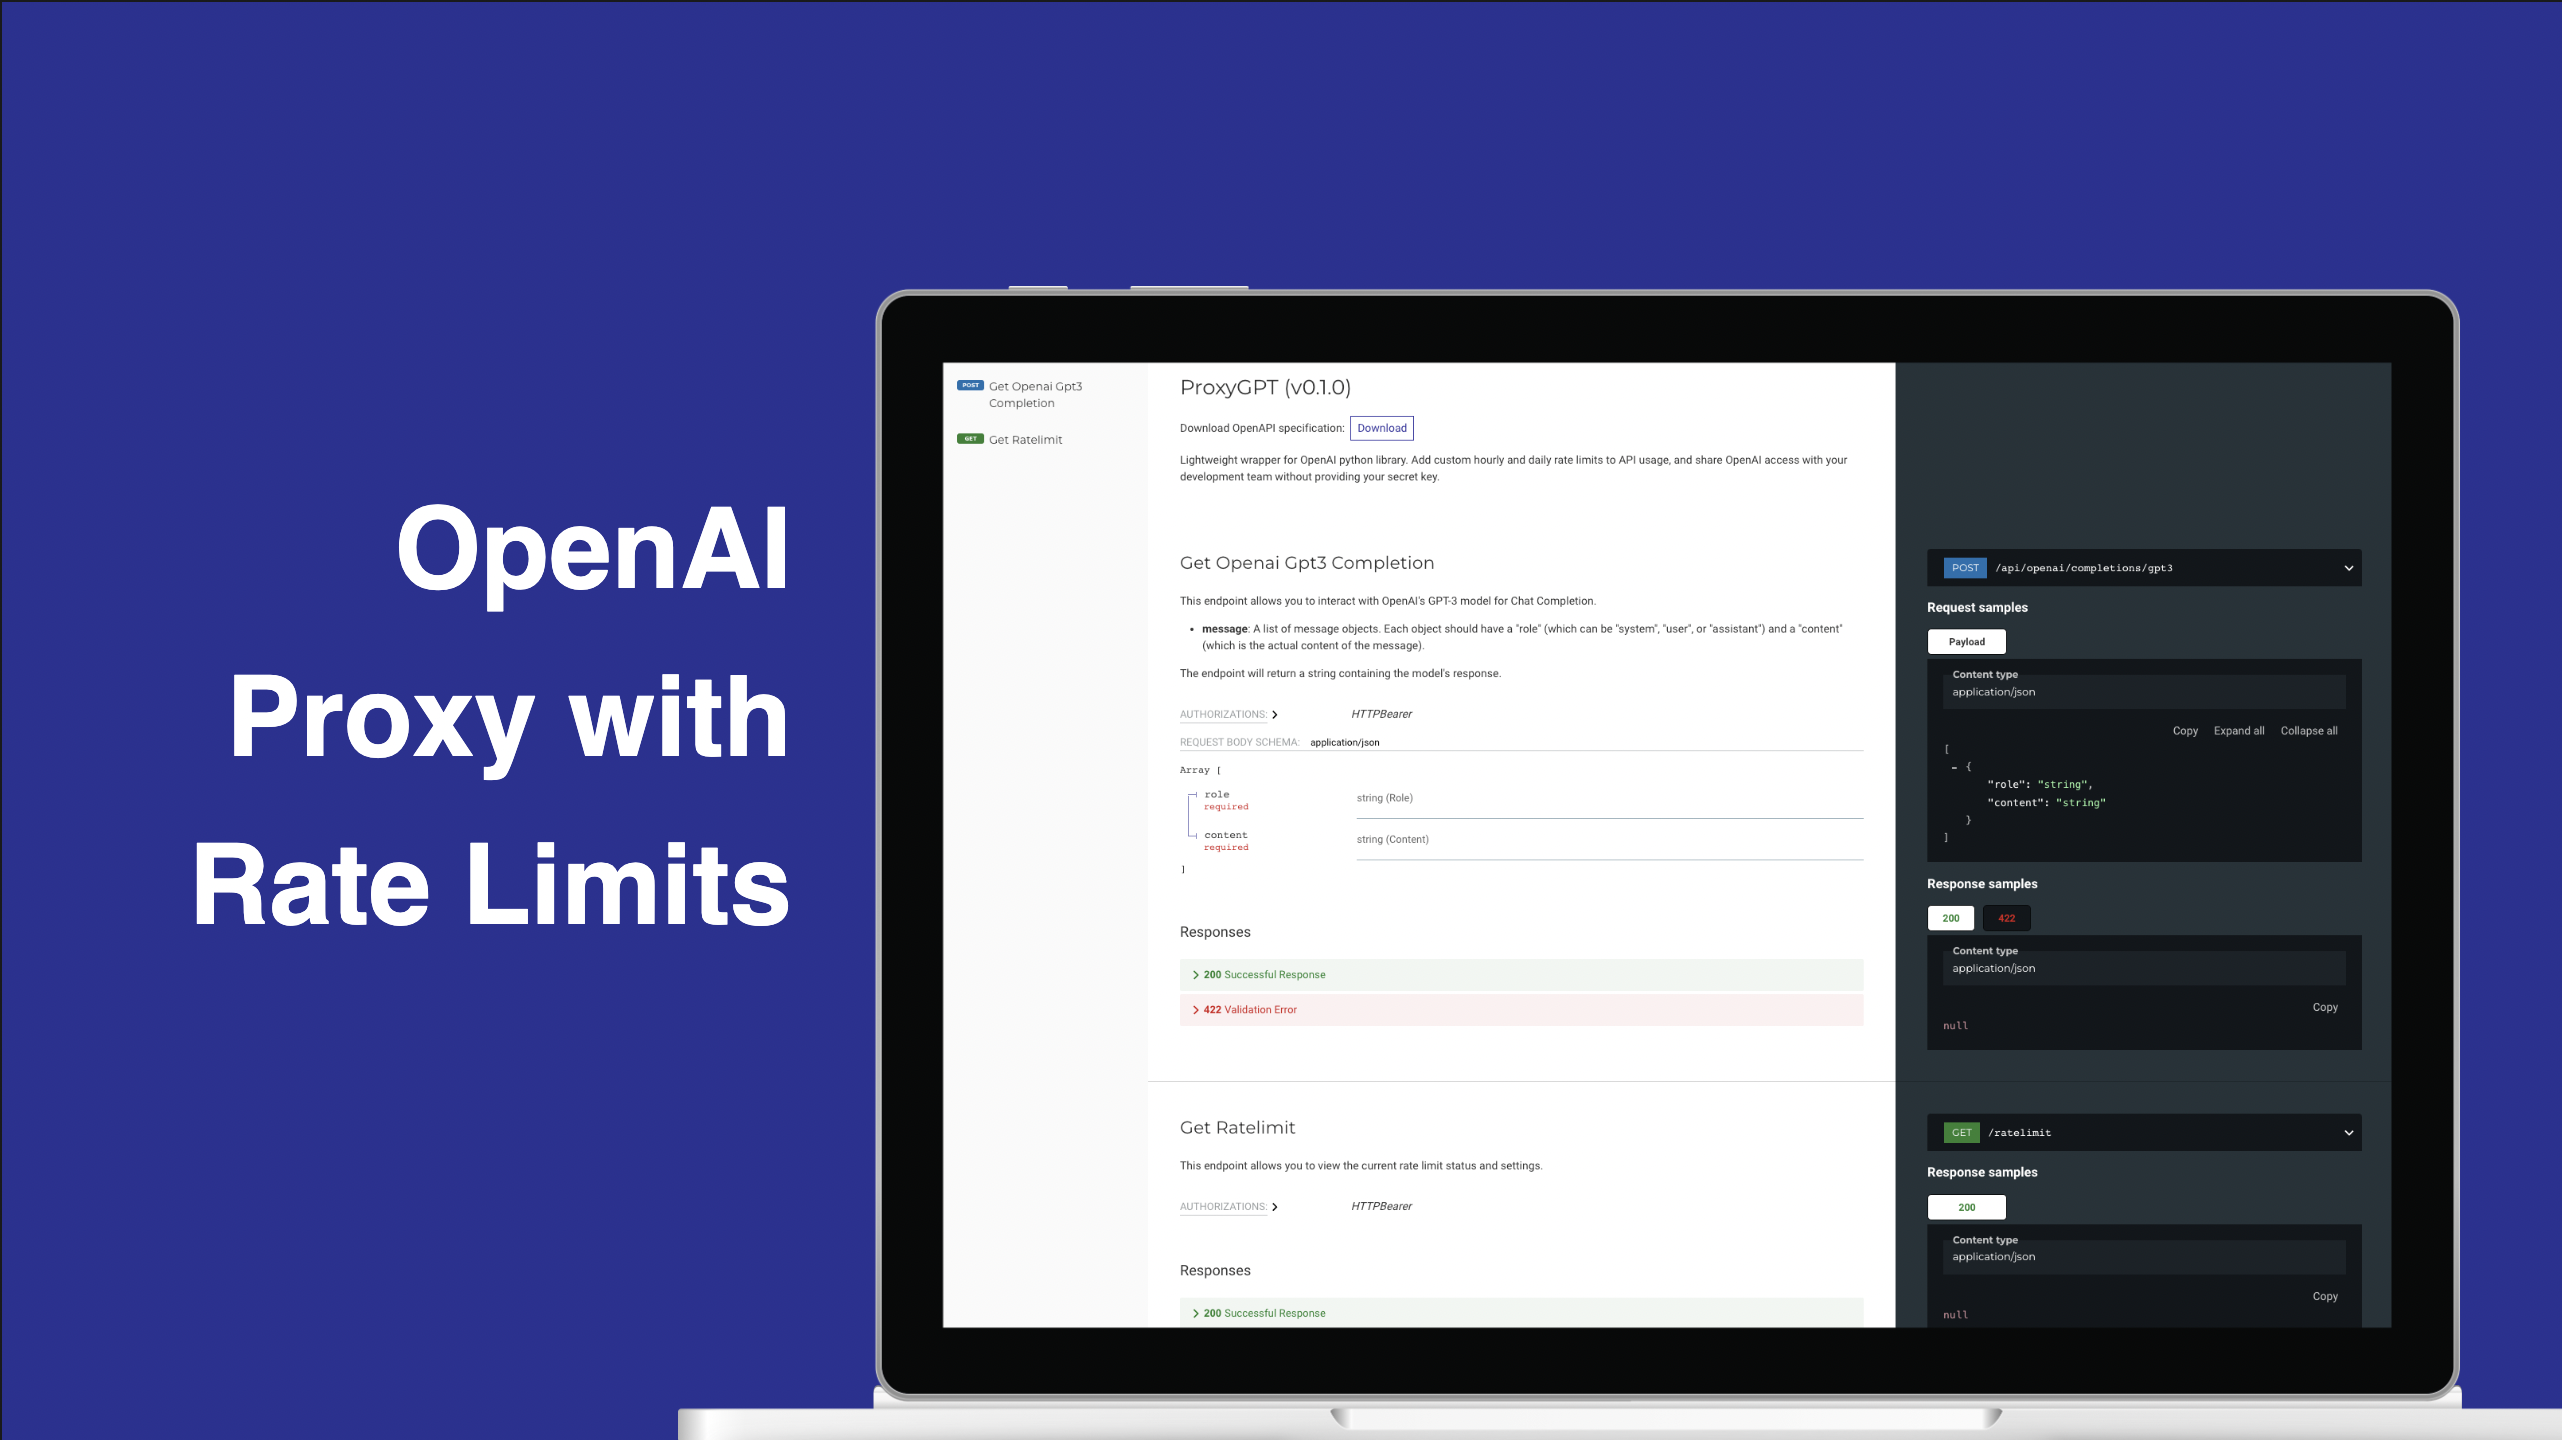 OpenAI
Proxy with
Rate Limits
POST Get Openai Gpt3
Completion
GET Get Ratelimit
ProxyGPT (v0.1.0)
Download OpenAPI specification: Download
Lightweight wrapper for OpenAI python library. Add custom hourly and daily rate limits to API usage, and share OpenAI access with your
development team without providing your secret key.
Get Openai Gpt3 Completion
This endpoint allows you to interact with OpenAI's GPT-3 model for Chat Completion.
• message: A list of message objects. Each object should have a "role" (which can be "system", "user", or "assistant") and a "content"
(which is the actual content of the message).
The endpoint will return a string containing the model's response.
AUTHORIZATIONS: HTTPBearer
REQUEST BODY SCHEMA: application/json
Array [
role
required
string (Role)
content
required
string (Content)
]
Responses
200 Successful Response
422 Validation Error
POST /api/openai/completions/gpt3
Request samples
Payload
Content type
application/json
Copy Expand all Collapse all
[
- {
"role": "string",
"content": "string"
}
]
Response samples
200 422
Content type
application/json
Copy
null
Get Ratelimit
This endpoint allows you to view the current rate limit status and settings.
AUTHORIZATIONS: HTTPBearer
Responses
200 Successful Response
GET /ratelimit
Response samples
200
Content type
application/json
Copy
null